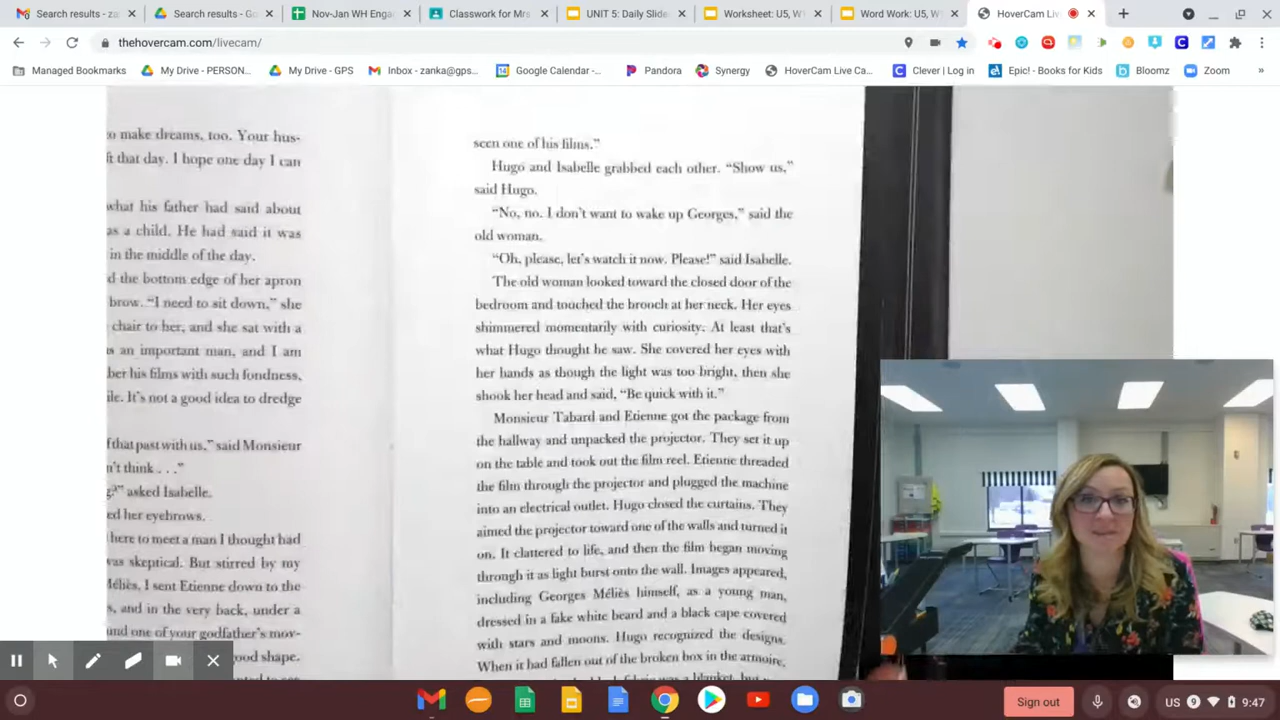 Search results - za
Search results - Go
Nov-Jan WH Enga
Classwork for Mrs
UNIT 5: Daily Slide
Worksheet: U5, W1
Word Work: U5, W
HoverCam Liv
thehovercam.com/livecam/
Managed Bookmarks
My Drive - PERSON...
My Drive - GPS
Inbox - zanka@gps...
Google Calendar -...
Pandora
Synergy
HoverCam Live Ca...
Clever | Log in
Epic! - Books for Kids
Bloomz
Zoom
»
o make dreams, too. Your hus-
t that day. I hope one day I can
what his father had said about
as a child. He had said it was
in the middle of the day.
d the bottom edge of her apron
brow. “I need to sit down,” she
chair to her, and she sat with a
s an important man, and I am
ber his films with such fondness,
ile. It’s not a good idea to dredge
f that past with us,” said Monsieur
n’t think . . .”
g?” asked Isabelle.
ed her eyebrows.
here to meet a man I thought had
vas skeptical. But stirred by my
Méliès, I sent Etienne down to the
s, and in the very back, under a
und one of your godfather’s mov-
ood shape.
seen one of his films.”
Hugo and Isabelle grabbed each other. “Show us,”
said Hugo.
“No, no. I don’t want to wake up Georges,” said the
old woman.
“Oh, please, let’s watch it now. Please!” said Isabelle.
The old woman looked toward the closed door of the
bedroom and touched the brooch at her neck. Her eyes
shimmered momentarily with curiosity. At least that’s
what Hugo thought he saw. She covered her eyes with
her hands as though the light was too bright, then she
shook her head and said, “Be quick with it.”
Monsieur Tabard and Etienne got the package from
the hallway and unpacked the projector. They set it up
on the table and took out the film reel. Etienne threaded
the film through the projector and plugged the machine
into an electrical outlet. Hugo closed the curtains. They
aimed the projector toward one of the walls and turned it
on. It clattered to life, and then the film began moving
through it as light burst onto the wall. Images appeared,
including Georges Méliès himself, as a young man,
dressed in a fake white beard and a black cape covered
with stars and moons. Hugo recognized the designs.
When it had fallen out of the broken box in the armoire,
Sign out
US
9
9:47